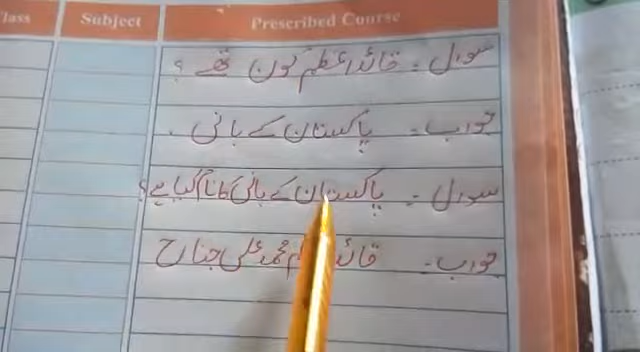 Class Subject Prescribed Course
سوال ۔ قائداعظم کون تھے ؟
جواب ۔ پاکستان کے بانی ۔
سوال ۔ پاکستان کے بانی کا نام کیا ہے ؟
جواب ۔ محمد علی جناح